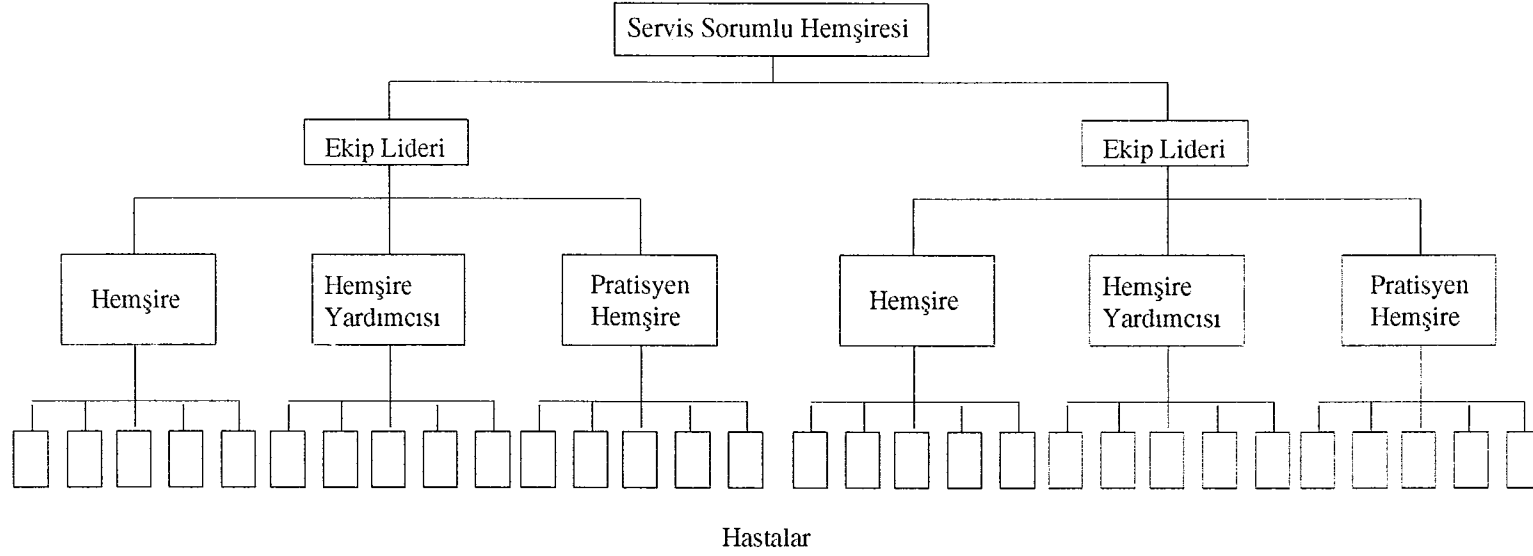 Servis Sorumlu Hemşiresi
Ekip Lideri
Ekip Lideri
Hemşire
Hemşire
Yardımcısı
Pratisyen
Hemşire
Hemşire
Hemşire
Yardımcısı
Pratisyen
Hemşire
Hastalar